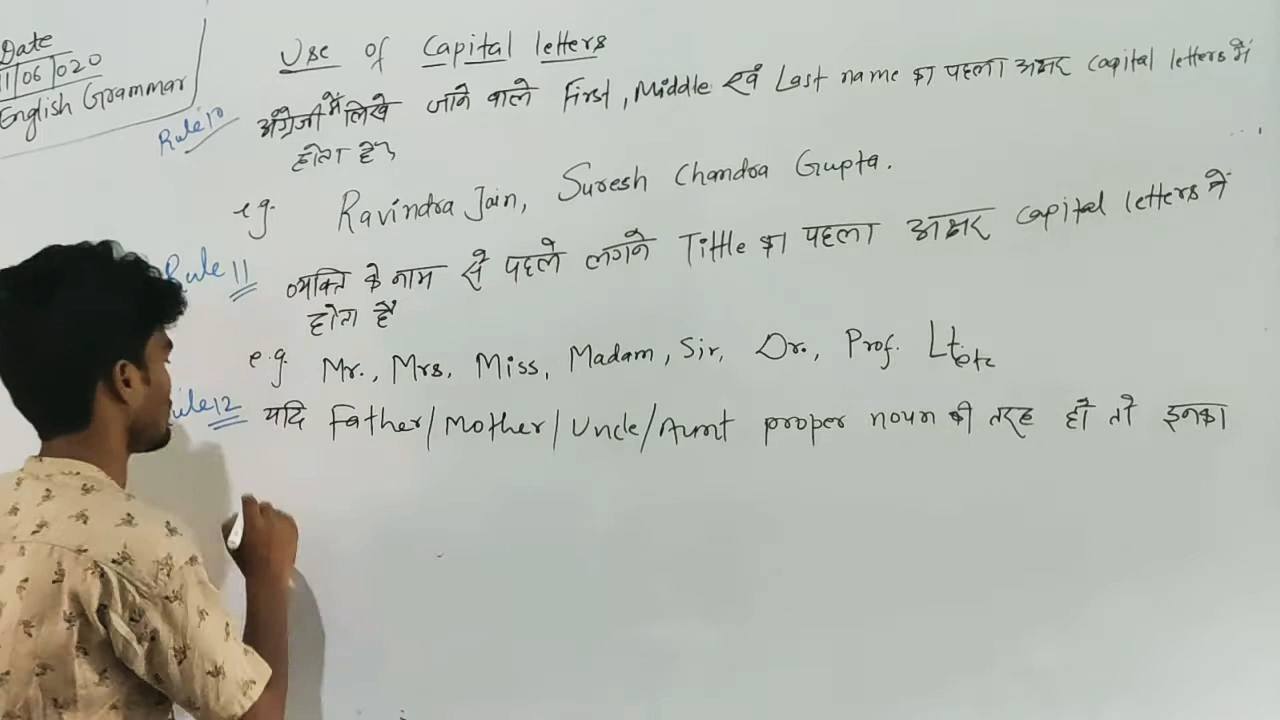 Date
11/06/020
English Grammar
Use of Capital letters
Rule 10 अंग्रेजी में लिखे जाने वाले First, Middle एवं Last name का पहला अक्षर capital letters में
होता है
e.g. Ravindra Jain, Suresh Chandra Gupta.
Rule 11 व्यक्ति के नाम से पहले लगने Tittle का पहला अक्षर capital letters में
होता है
e.g. Mr., Mrs, Miss, Madam, Sir, Dr., Prof. Lt. etc
Rule 12 यदि Father/Mother/Uncle/Aunt proper noun की तरह हो तो इनका